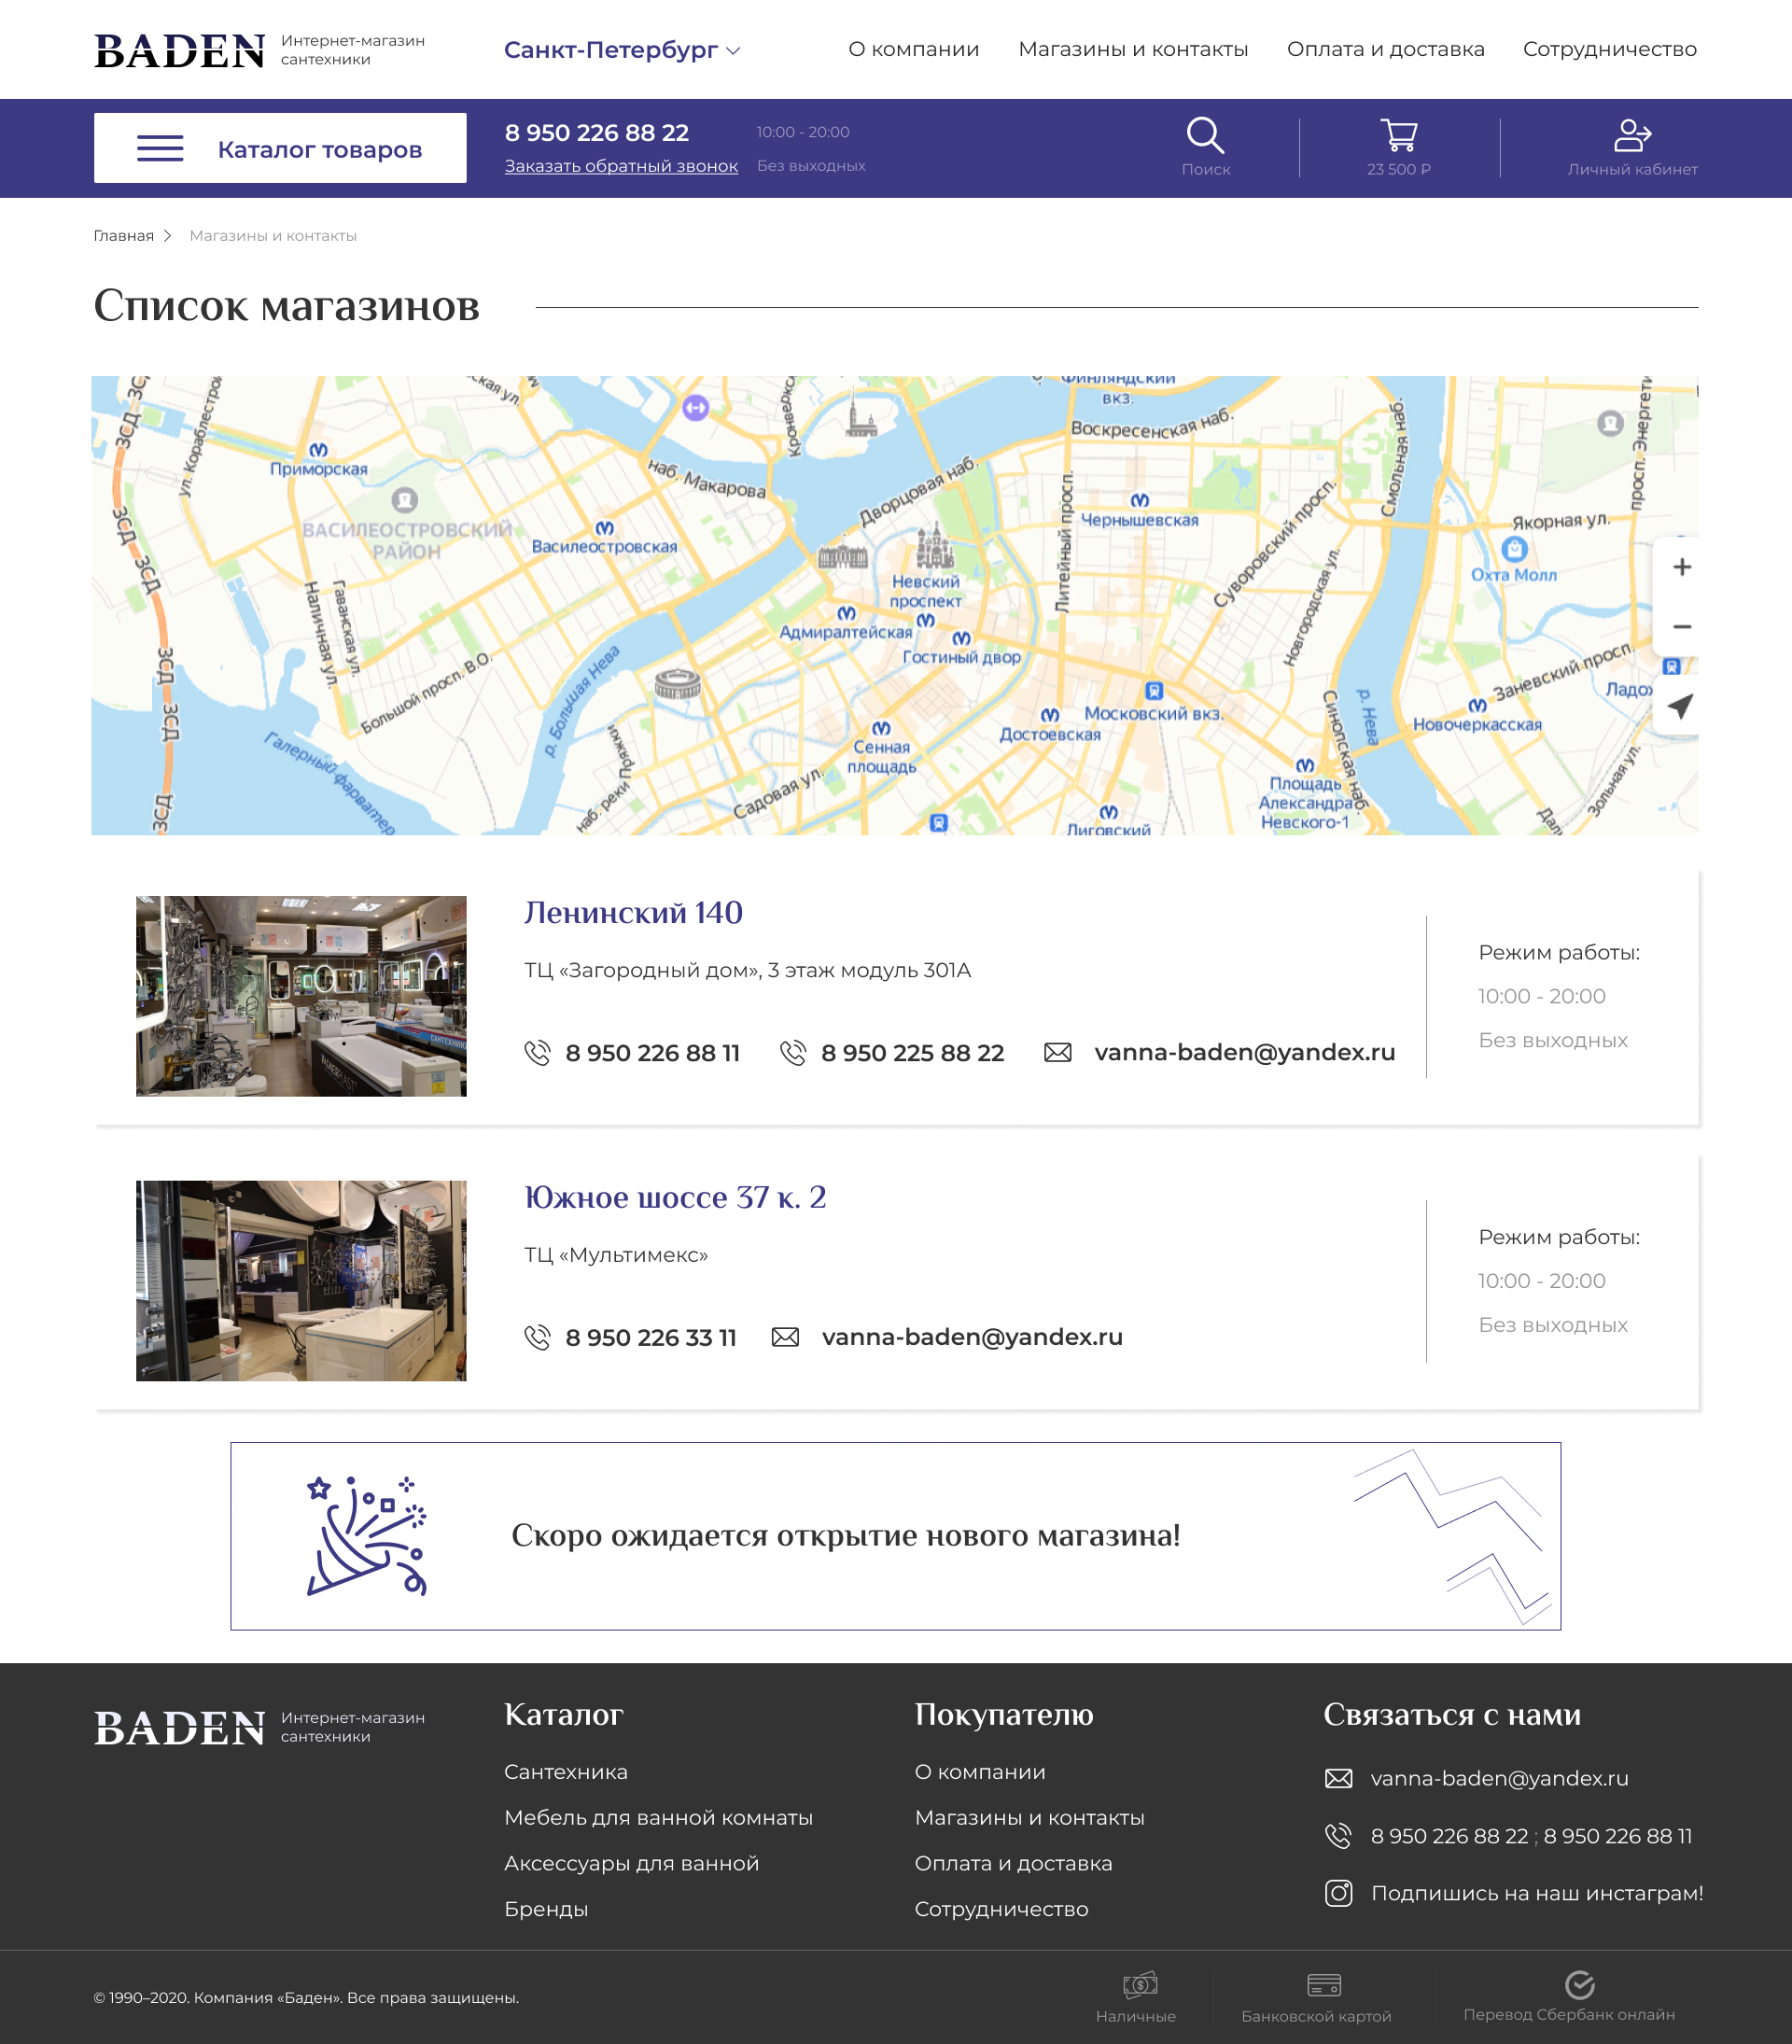 BADEN
Интернет-магазин
сантехники
Санкт-Петербург
О компании
Магазины и контакты
Оплата и доставка
Сотрудничество
Каталог товаров
8 950 226 88 22
10:00 - 20:00
Заказать обратный звонок
Без выходных
Поиск
23 500 ₽
Личный кабинет
Главная
Магазины и контакты
Список магазинов
ЗСД
ЗСД
ЗСД
ЗСД
ЗСД
ЗСД
Финляндский
вкз.
Воскресенская наб.
Приморская
наб. Макарова
Дворцовая наб.
Чернышевская
Смольная наб.
Якорная ул.
ВАСИЛЕОСТРОВСКИЙ
РАЙОН
Василеостровская
Литейный просп.
Суворовский просп.
Охта Молл
Невский
проспект
Новгородская ул.
Наличная ул.
Гаванская ул.
Адмиралтейская
Гостиный двор
Большой просп. В.О.
р. Большая Нева
Заневский просп.
Московский вкз.
Достоевская
Новочеркасская
р. Нева
Синопская наб.
Галерный фарватер
Сенная
площадь
Садовая ул.
наб. реки Пряжки
Площадь
Александра
Невского-1
Зольная ул.
Лиговский
Ленинский 140
ТЦ «Загородный дом», 3 этаж модуль 301А
8 950 226 88 11
8 950 225 88 22
vanna-baden@yandex.ru
Режим работы:
10:00 - 20:00
Без выходных
Южное шоссе 37 к. 2
ТЦ «Мультимекс»
8 950 226 33 11
vanna-baden@yandex.ru
Режим работы:
10:00 - 20:00
Без выходных
Скоро ожидается открытие нового магазина!
BADEN
Интернет-магазин
сантехники
Каталог
Сантехника
Мебель для ванной комнаты
Аксессуары для ванной
Бренды
Покупателю
О компании
Магазины и контакты
Оплата и доставка
Сотрудничество
Связаться с нами
vanna-baden@yandex.ru
8 950 226 88 22 ; 8 950 226 88 11
Подпишись на наш инстаграм!
© 1990–2020. Компания «Баден». Все права защищены.
Наличные
Банковской картой
Перевод Сбербанк онлайн